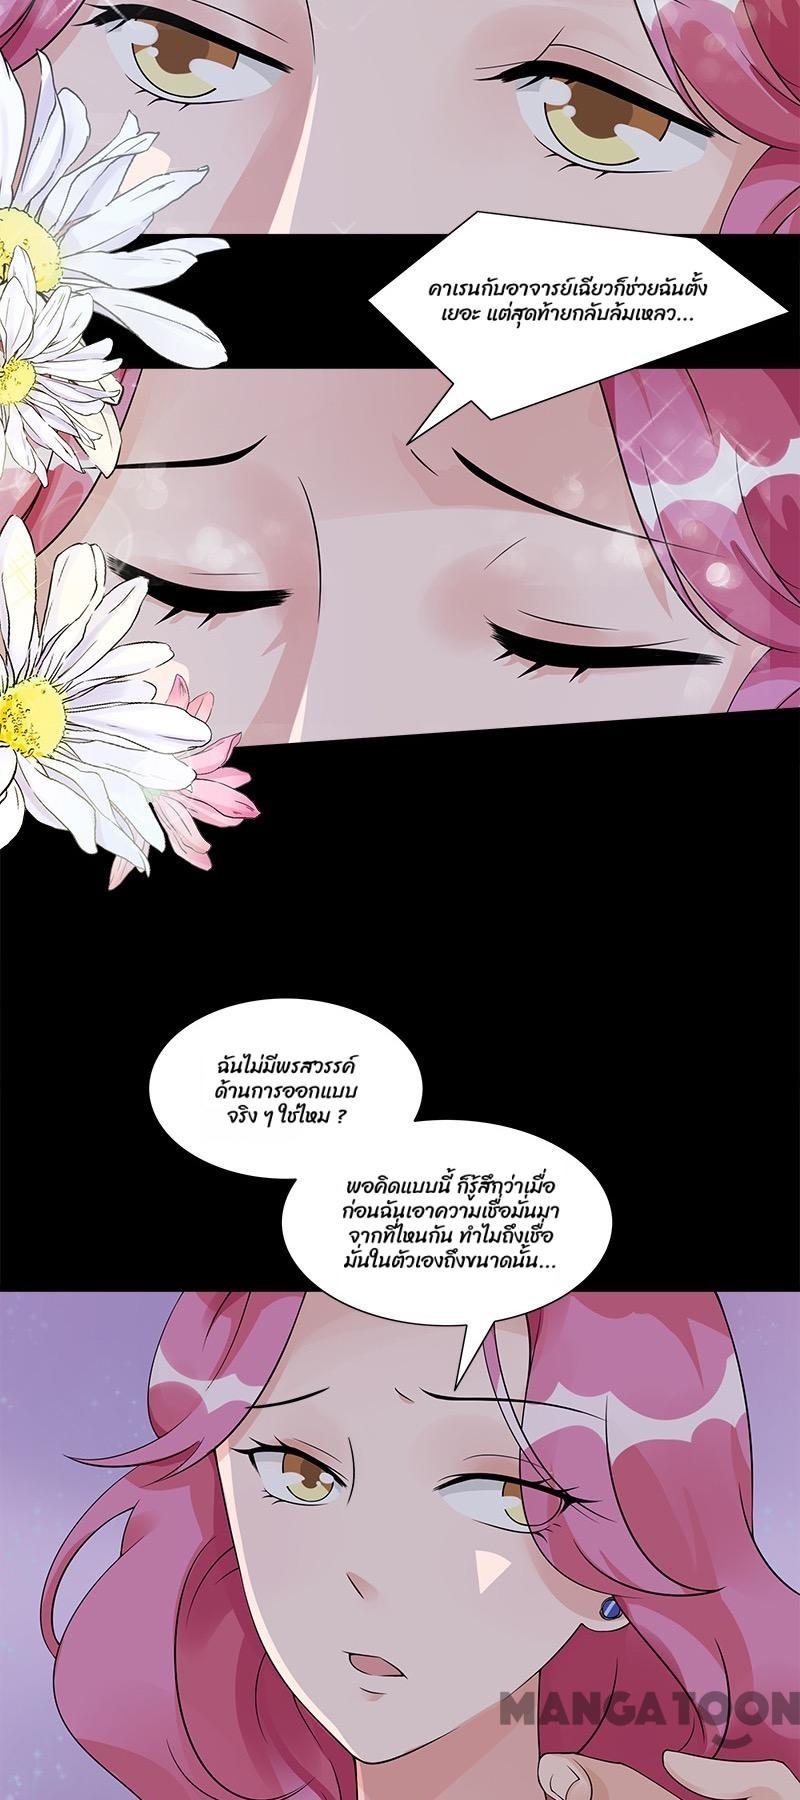 คาเรนกับอาจารย์เฉียวก็ช่วยฉันตั้ง
เยอะ แต่สุดท้ายกลับล้มเหลว...
ฉันไม่มีพรสวรรค์
ด้านการออกแบบ
จริง ๆ ใช่ไหม ?
พอคิดแบบนี้ ก็รู้สึกว่าเมื่อ
ก่อนฉันเอาความเชื่อมั่นมา
จากที่ไหนกัน ทำไมถึงเชื่อ
มั่นในตัวเองถึงขนาดนั้น...
MANGATOON